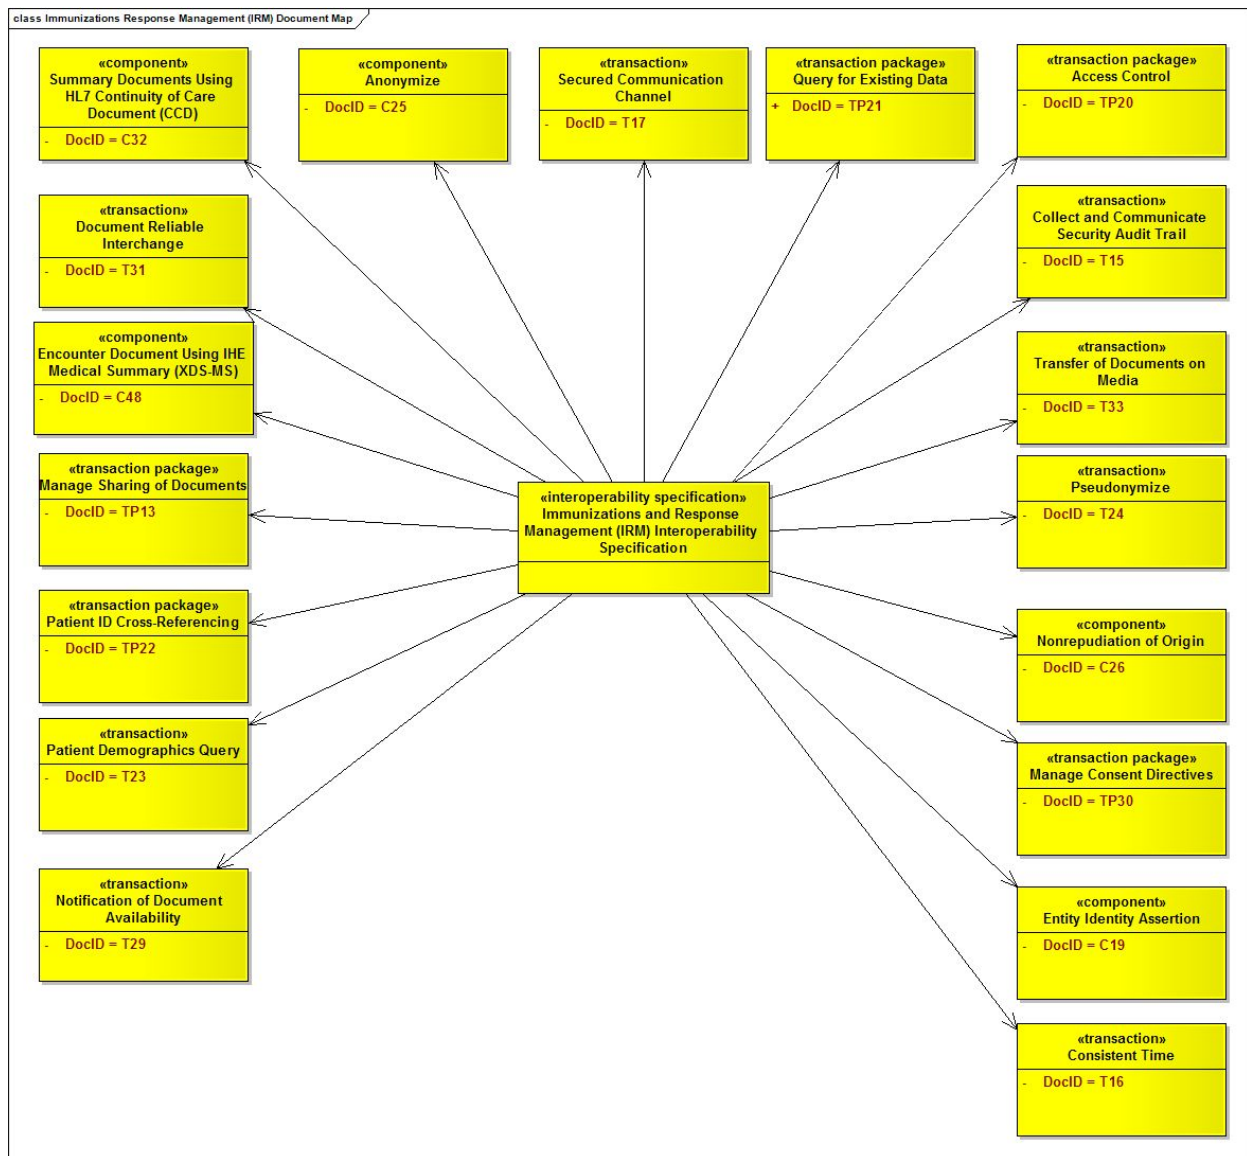 class Immunizations Response Management (IRM) Document Map
«component»
Summary Documents Using
HL7 Continuity of Care
Document (CCD)
- DocID = C32
«component»
Anonymize
- DocID = C25
«transaction»
Secured Communication
Channel
- DocID = T17
«transaction package»
Query for Existing Data
+ DocID = TP21
«transaction package»
Access Control
- DocID = TP20
«transaction»
Document Reliable
Interchange
- DocID = T31
«transaction»
Collect and Communicate
Security Audit Trail
- DocID = T15
«component»
Encounter Document Using IHE
Medical Summary (XDS-MS)
- DocID = C48
«transaction»
Transfer of Documents on
Media
- DocID = T33
«transaction package»
Manage Sharing of Documents
- DocID = TP13
«interoperability specification»
Immunizations and Response
Management (IRM) Interoperability
Specification
«transaction»
Pseudonymize
- DocID = T24
«transaction package»
Patient ID Cross-Referencing
- DocID = TP22
«component»
Nonrepudiation of Origin
- DocID = C26
«transaction»
Patient Demographics Query
- DocID = T23
«transaction package»
Manage Consent Directives
- DocID = TP30
«transaction»
Notification of Document
Availability
- DocID = T29
«component»
Entity Identity Assertion
- DocID = C19
«transaction»
Consistent Time
- DocID = T16